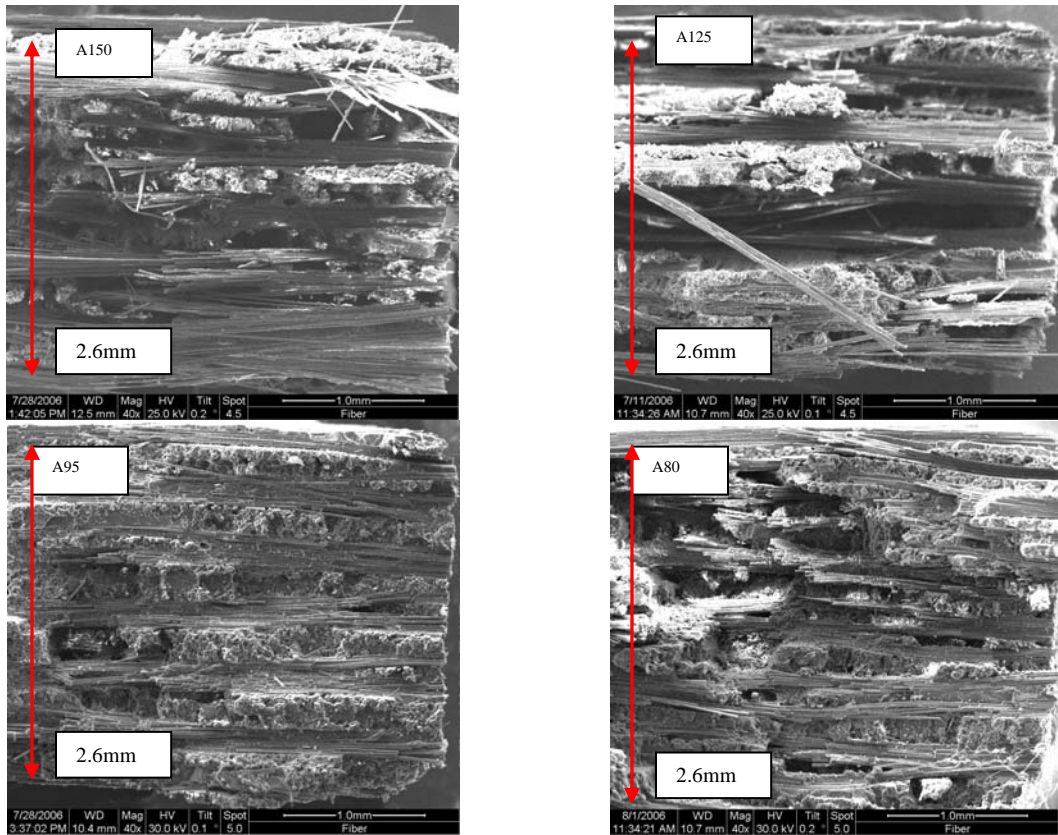 A150
2.6mm
7/28/2006 WD Mag HV Tilt Spot 1.0mm
1:42:05 PM 12.5 mm 40x 25.0 kV 0.2 ° 4.5 Fiber
A125
2.6mm
7/11/2006 WD Mag HV Tilt Spot 1.0mm
11:34:26 AM 10.7 mm 40x 25.0 kV 0.1 ° 4.5 Fiber
A95
2.6mm
7/28/2006 WD Mag HV Tilt Spot 1.0mm
3:37:02 PM 10.4 mm 40x 30.0 kV 0.1 ° 5.0 Fiber
A80
2.6mm
8/1/2006 WD Mag HV Tilt Spot 1.0mm
11:34:21 AM 10.7 mm 40x 30.0 kV 0.2 ° 5.0 Fiber